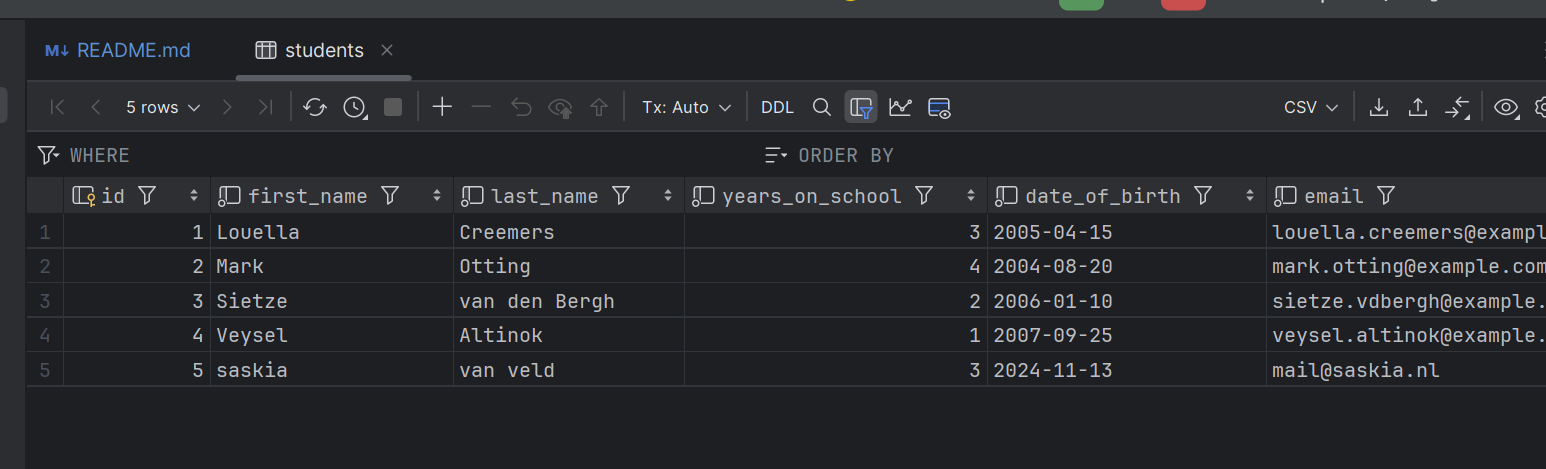 M↓ README.md students ×
5 rows Tx: Auto DDL CSV
WHERE ORDER BY
id first_name last_name years_on_school date_of_birth email
1 1 Louella Creemers 3 2005-04-15 louella.creemers@exampl
2 2 Mark Otting 4 2004-08-20 mark.otting@example.com
3 3 Sietze van den Bergh 2 2006-01-10 sietze.vdbergh@example.
4 4 Veysel Altinok 1 2007-09-25 veysel.altinok@example.
5 5 saskia van veld 3 2024-11-13 mail@saskia.nl